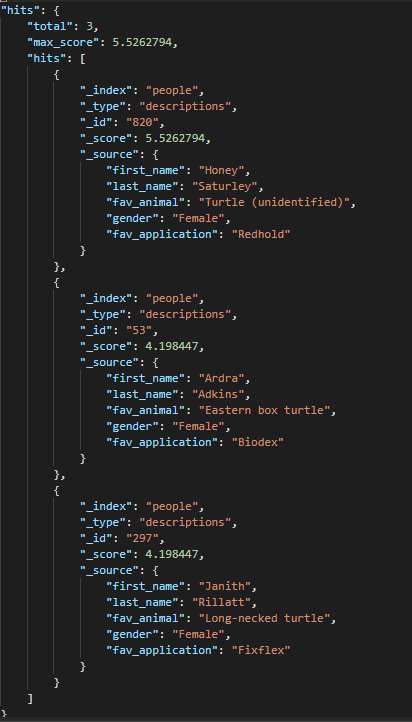 "hits": {
    "total": 3,
    "max_score": 5.5262794,
    "hits": [
        {
            "_index": "people",
            "_type": "descriptions",
            "_id": "820",
            "_score": 5.5262794,
            "_source": {
                "first_name": "Honey",
                "last_name": "Saturley",
                "fav_animal": "Turtle (unidentified)",
                "gender": "Female",
                "fav_application": "Redhold"
            }
        },
        {
            "_index": "people",
            "_type": "descriptions",
            "_id": "53",
            "_score": 4.198447,
            "_source": {
                "first_name": "Ardra",
                "last_name": "Adkins",
                "fav_animal": "Eastern box turtle",
                "gender": "Female",
                "fav_application": "Biodex"
            }
        },
        {
            "_index": "people",
            "_type": "descriptions",
            "_id": "297",
            "_score": 4.198447,
            "_source": {
                "first_name": "Janith",
                "last_name": "Rillatt",
                "fav_animal": "Long-necked turtle",
                "gender": "Female",
                "fav_application": "Fixflex"
            }
        }
    ]
}